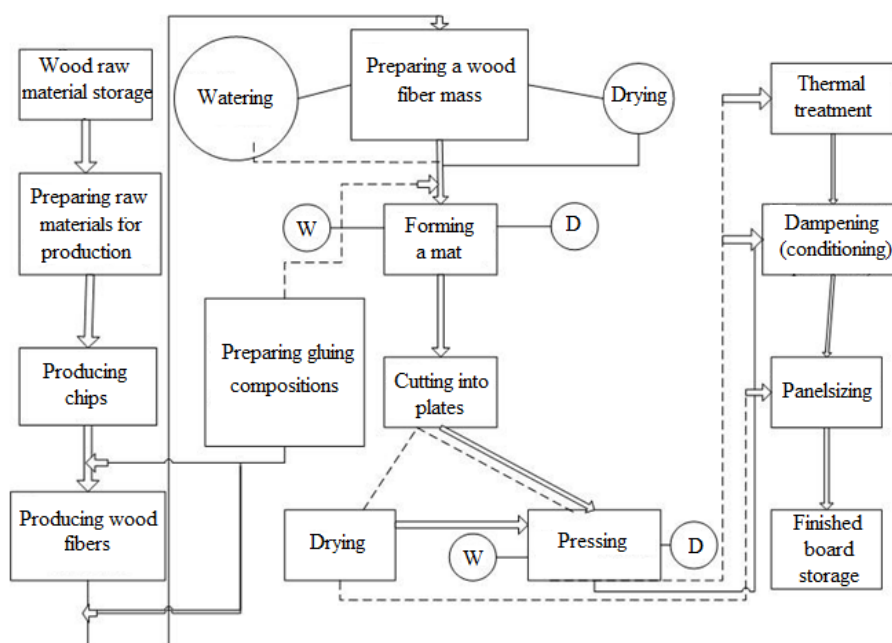 Wood raw
material storage
Preparing raw
materials for
production
Producing
chips
Producing wood
fibers
Watering
Preparing a wood
fiber mass
Drying
W
Forming
a mat
D
Preparing gluing
compositions
Cutting into
plates
Drying
W
Pressing
D
Thermal
treatment
Dampening
(conditioning)
Panelsizing
Finished
board
storage